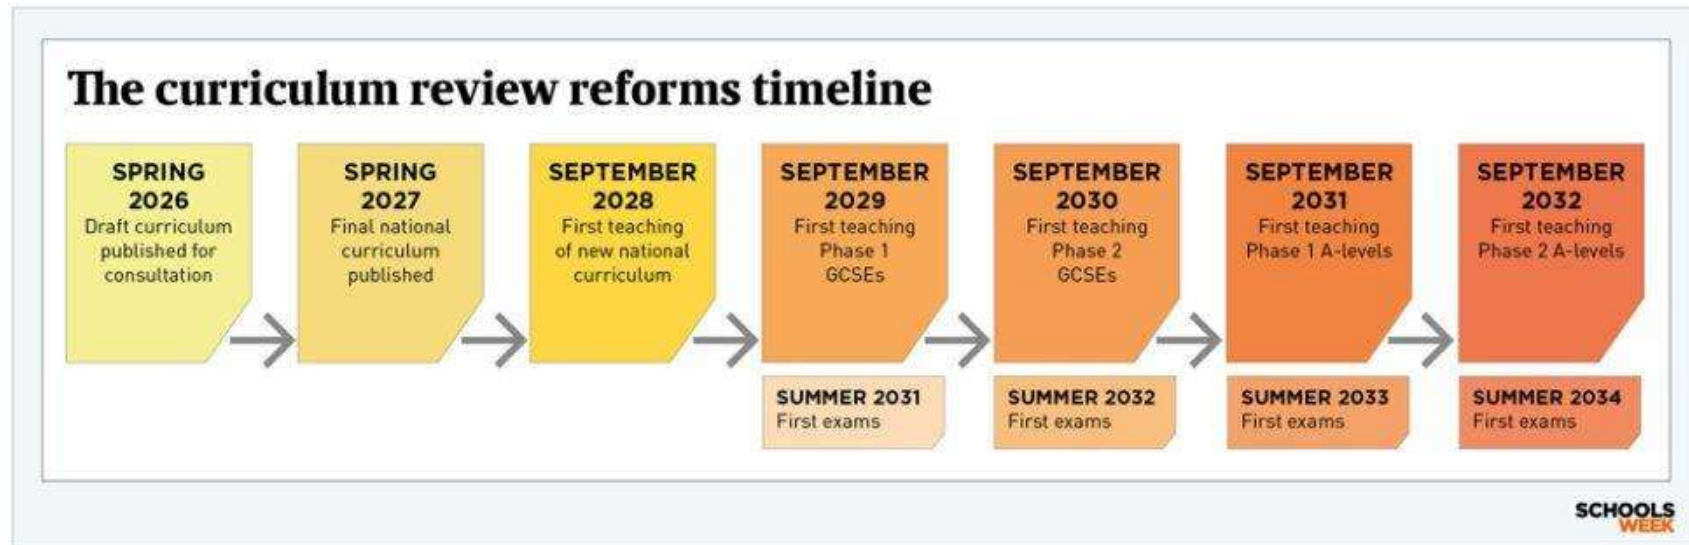 The curriculum review reforms timeline
SPRING
2026
Draft curriculum
published for
consultation
SPRING
2027
Final national
curriculum
published
SEPTEMBER
2028
First teaching
of new national
curriculum
SEPTEMBER
2029
First teaching
Phase 1
GCSEs
SUMMER 2031
First exams
SEPTEMBER
2030
First teaching
Phase 2
GCSEs
SUMMER 2032
First exams
SEPTEMBER
2031
First teaching
Phase 1 A-levels
SUMMER 2033
First exams
SEPTEMBER
2032
First teaching
Phase 2 A-levels
SUMMER 2034
First exams
SCHOOLS
WEEK